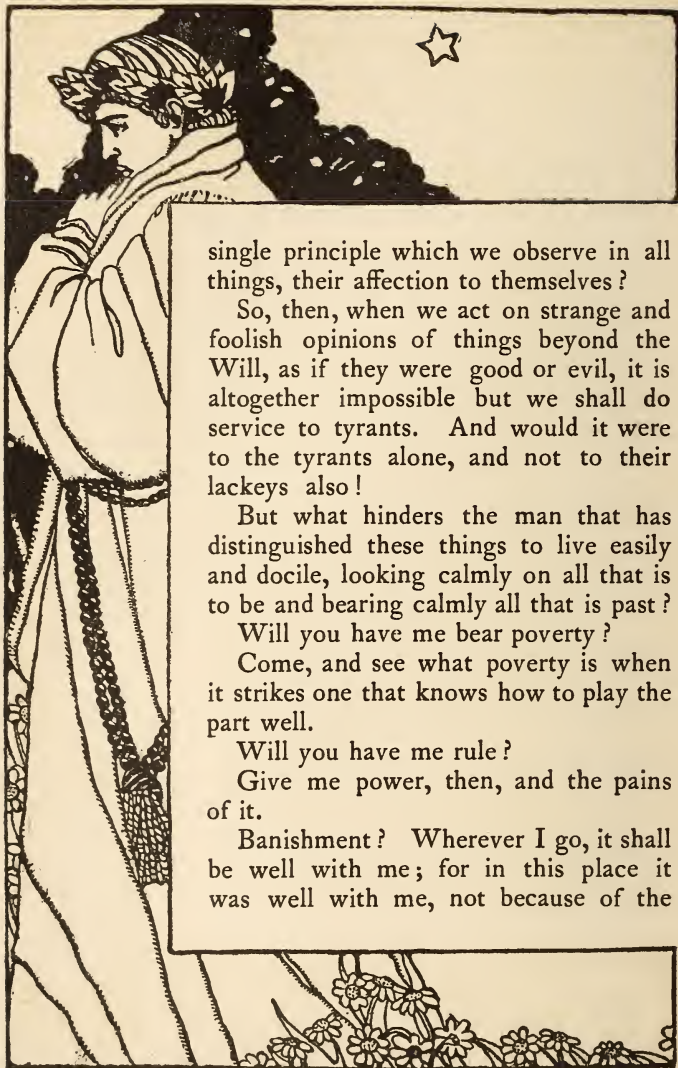 single principle which we observe in all
things, their affection to themselves?
So, then, when we act on strange and
foolish opinions of things beyond the
Will, as if they were good or evil, it is
altogether impossible but we shall do
service to tyrants. And would it were
to the tyrants alone, and not to their
lackeys also!
But what hinders the man that has
distinguished these things to live easily
and docile, looking calmly on all that is
to be and bearing calmly all that is past?
Will you have me bear poverty?
Come, and see what poverty is when
it strikes one that knows how to play the
part well.
Will you have me rule?
Give me power, then, and the pains
of it.
Banishment? Wherever I go, it shall
be well with me; for in this place it
was well with me, not because of the